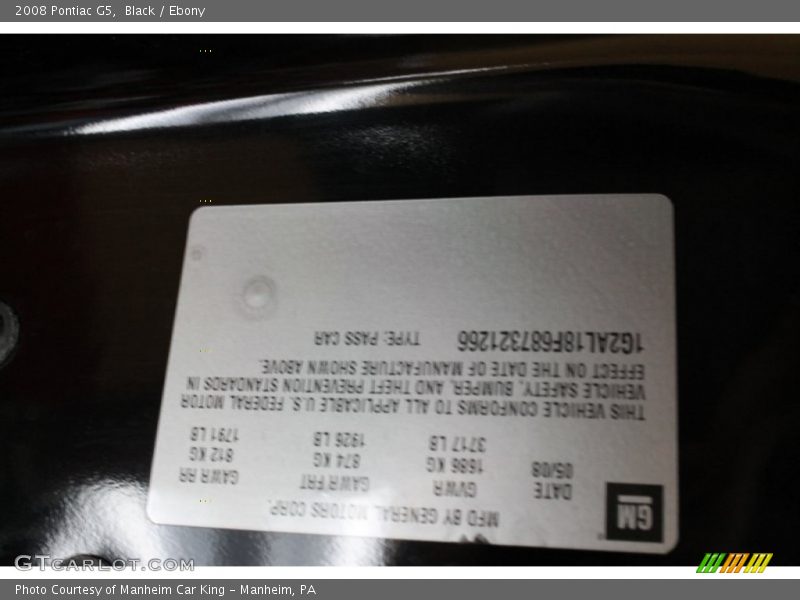 2008 Pontiac G5,  Black / Ebony
GM
MFD BY GENERAL MOTORS CORP.
DATE GVWR GAWR FRT GAWR RR
05/08 1686 KG 874 KG 812 KG
3717 LB 1926 LB 1791 LB
THIS VEHICLE CONFORMS TO ALL APPLICABLE U.S. FEDERAL MOTOR
VEHICLE SAFETY, BUMPER, AND THEFT PREVENTION STANDARDS IN
EFFECT ON THE DATE OF MANUFACTURE SHOWN ABOVE.
1G2AL18F687321266 TYPE: PASS CAR
GTcarlot.com
Photo Courtesy of Manheim Car King - Manheim, PA